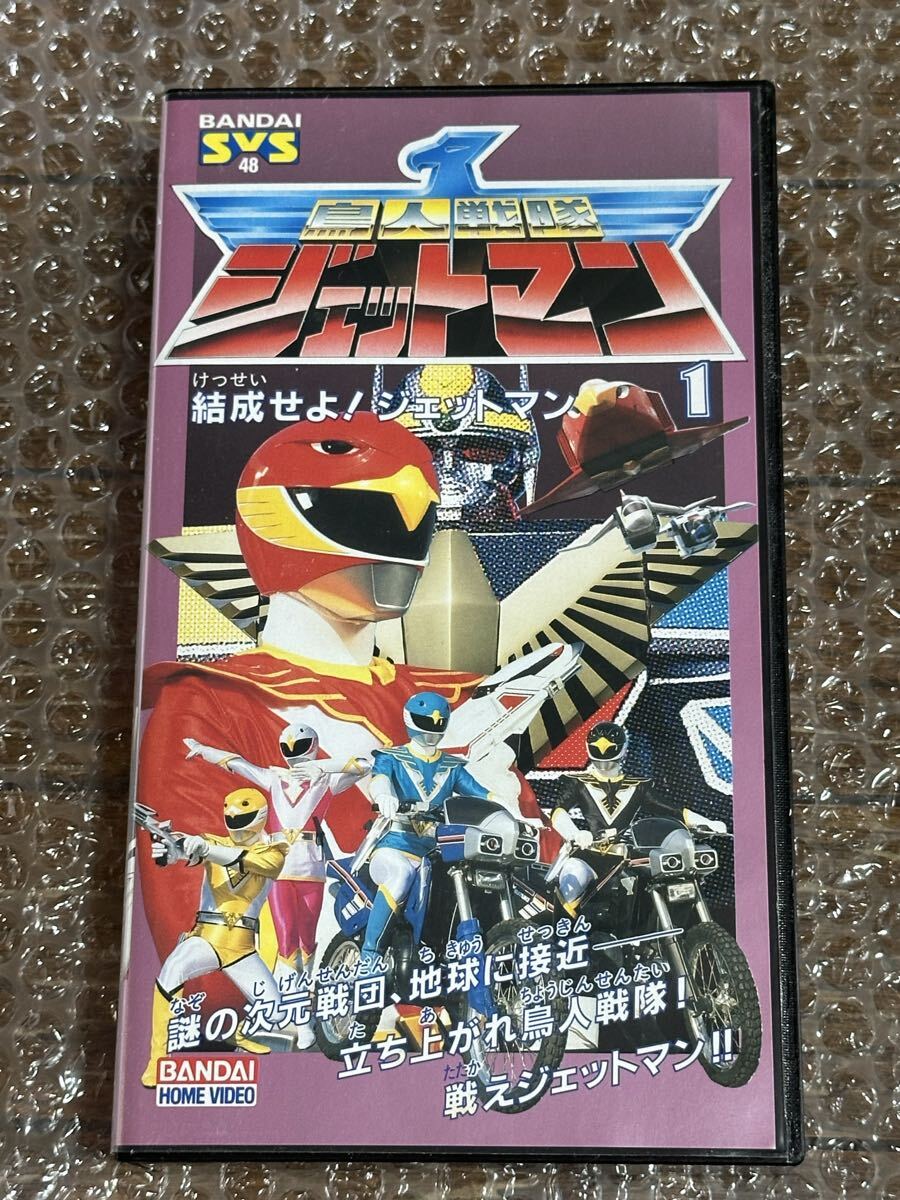 BANDAI
SVS
48
鳥人戦隊
ジェットマン
けっせい
結成せよ!ジェットマン
1
せっきん
ち きゅう
じ げんせんだん
なぞ
謎の次元戦団、地球に接近――
ちょうじんせんたい
た あ
立ち上がれ鳥人戦隊!
たたか
戦えジェットマン!!
BANDAI
HOME VIDEO